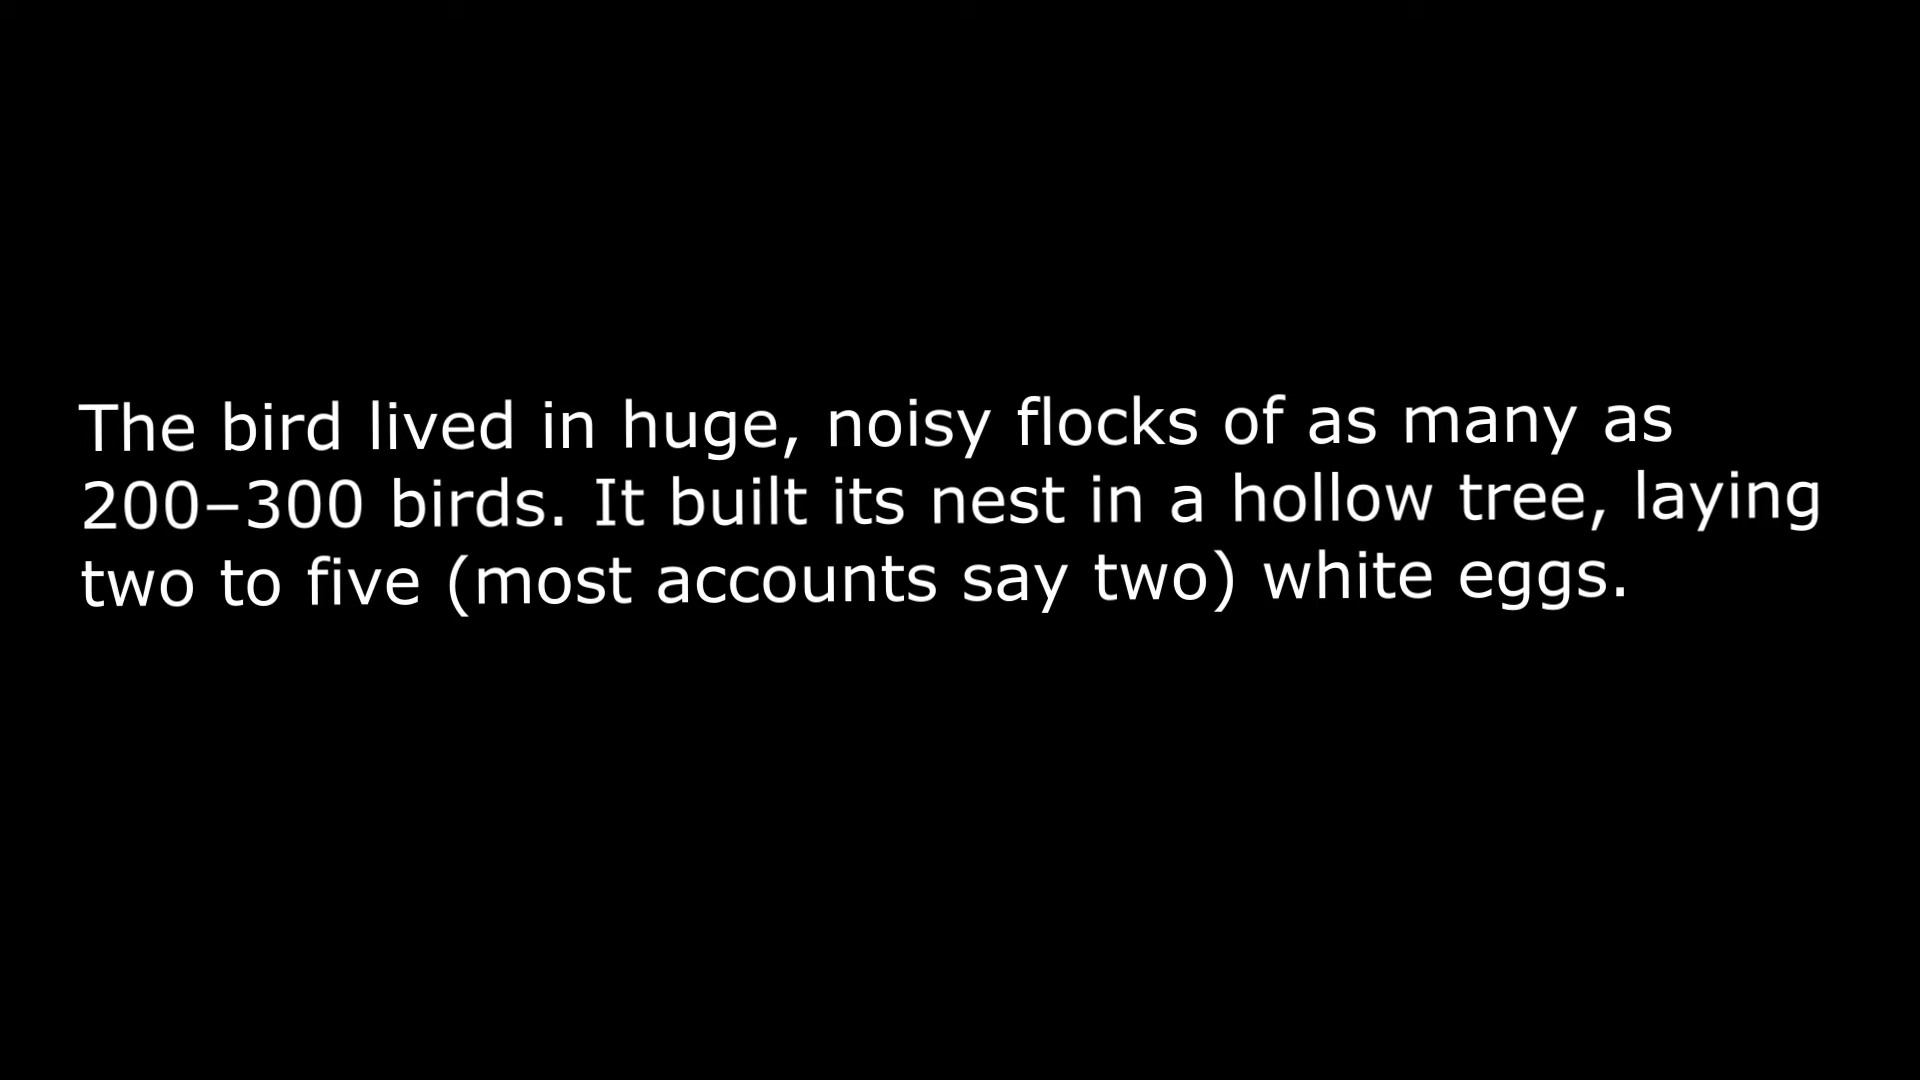 The bird lived in huge, noisy flocks of as many as
200–300 birds. It built its nest in a hollow tree, laying
two to five (most accounts say two) white eggs.